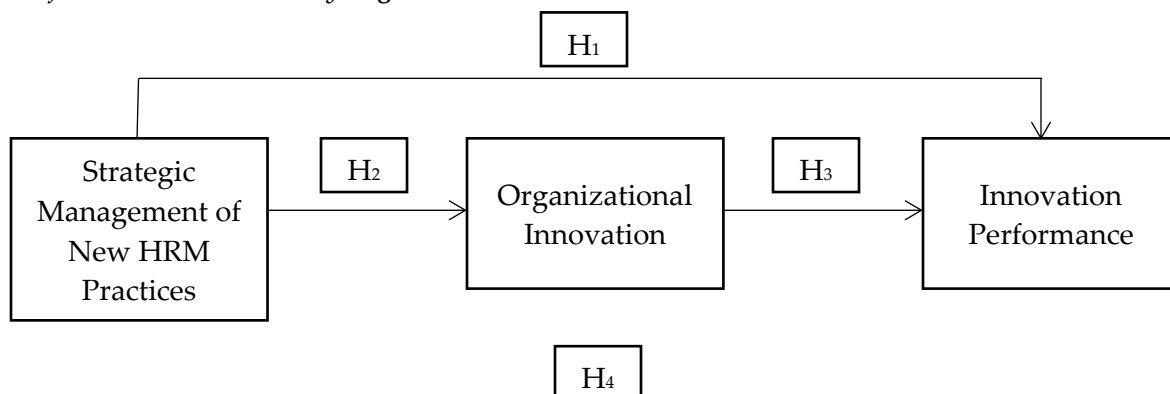 H1
Strategic
Management of
New HRM
Practices
H2
Organizational
Innovation
H3
Innovation
Performance
H4